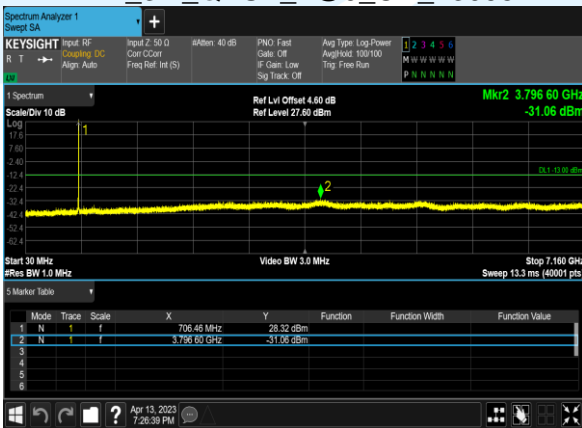 Spectrum Analyzer 1
Swept SA
+
KEYSIGHT
R T
LW
Input: RF
Coupling: DC
Align: Auto
Input Z: 50 Ω
Corr CCorr
Freq Ref: Int (S)
#Atten: 40 dB
PNO: Fast
Gate: Off
IF Gain: Low
Sig Track: Off
Avg Type: Log-Power
Avg|Hold: 100/100
Trig: Free Run
1 2 3 4 5 6
M W W W W W
P N N N N N
1 Spectrum
Scale/Div 10 dB
Ref Lvl Offset 4.60 dB
Ref Level 27.60 dBm
Mkr2 3.796 60 GHz
-31.06 dBm
Log
17.6
7.60
-2.40
-12.4
-22.4
-32.4
-42.4
-52.4
-62.4
1
2
DL1 -13.00 dBm
Start 30 MHz
#Res BW 1.0 MHz
Video BW 3.0 MHz
Stop 7.160 GHz
Sweep 13.3 ms (40001 pts)
5 Marker Table
Mode Trace Scale X Y Function Function Width Function Value
1 N 1 f 706.46 MHz 28.32 dBm
2 N 1 f 3.796 60 GHz -31.06 dBm
3
4
5
6
?
Apr 13, 2023
7:26:39 PM